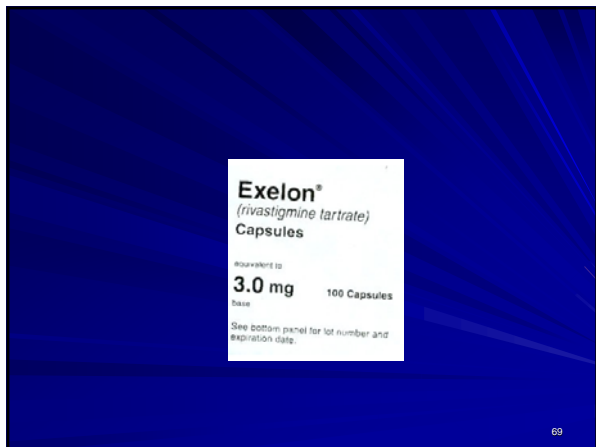 Exelon®
(rivastigmine tartrate)
Capsules
equivalent to
3.0 mg 100 Capsules
base
See bottom panel for lot number and
expiration date.
69